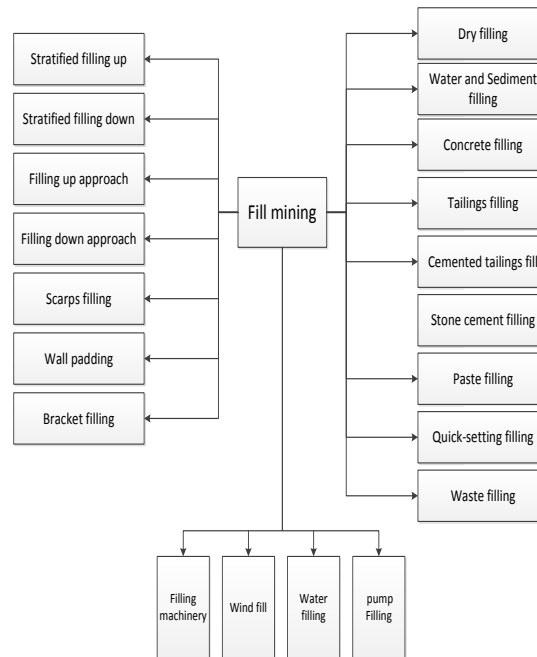 Stratified filling up
Stratified filling down
Filling up approach
Filling down approach
Scarps filling
Wall padding
Bracket filling
Fill mining
Dry filling
Water and Sediment
filling
Concrete filling
Tailings filling
Cemented tailings fill
Stone cement filling
Paste filling
Quick-setting filling
Waste filling
Filling
machinery
Wind fill
Water
filling
pump
Filling